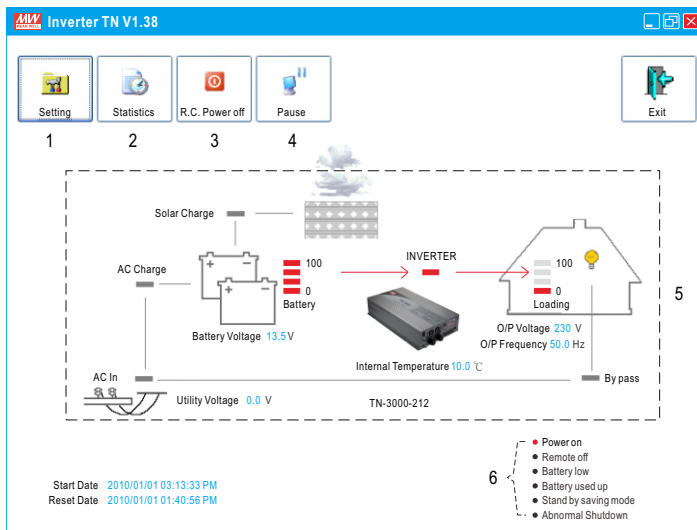 MW MEAN WELL Inverter TN V1.38
Setting
Statistics
R.C. Power off
Pause
Exit
1
2
3
4
Solar Charge
AC Charge
100
0
Battery
INVERTER
100
0
Loading
5
Battery Voltage 13.5 V
O/P Voltage 230 V
O/P Frequency 50.0 Hz
Internal Temperature 10.0 ℃
AC In
By pass
Utility Voltage 0.0 V
TN-3000-212
6
Power on
Remote off
Battery low
Battery used up
Stand by saving mode
Abnormal Shutdown
Start Date 2010/01/01 03:13:33 PM
Reset Date 2010/01/01 01:40:56 PM